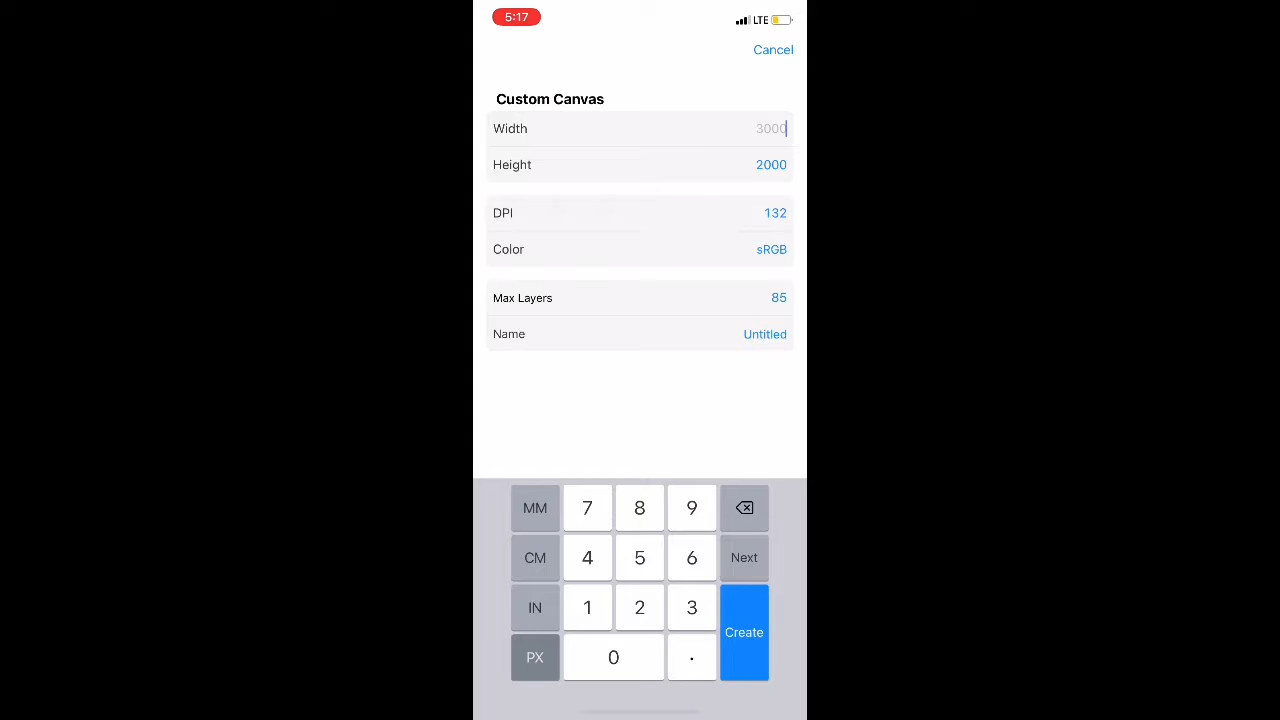 5:17 LTE
Cancel
Custom Canvas
Width 3000
Height 2000
DPI 132
Color sRGB
Max Layers 85
Name Untitled
MM 7 8 9
CM 4 5 6 Next
IN 1 2 3
Create
PX 0 .